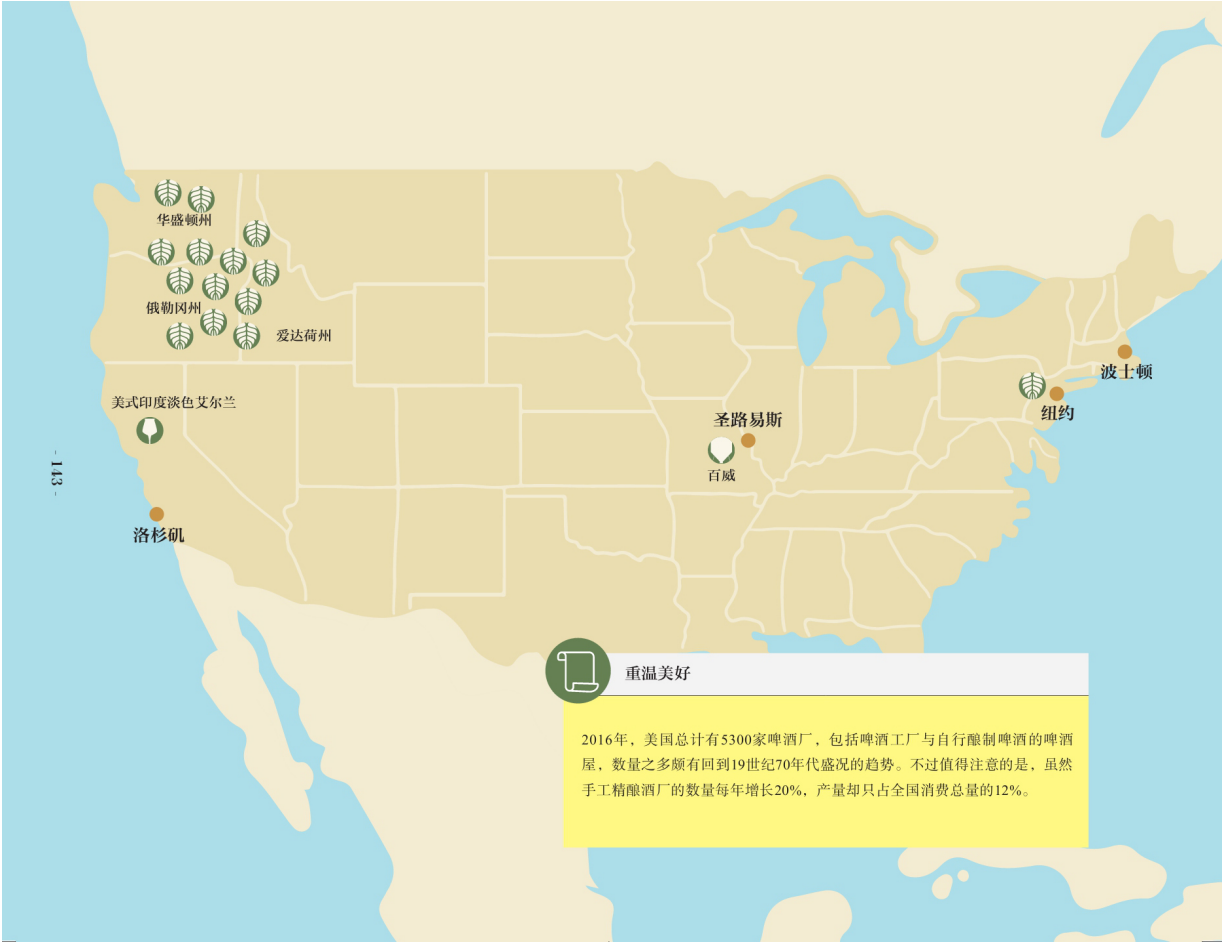 华盛顿州
俄勒冈州
爱达荷州
美式印度淡色艾尔兰
波士顿
纽约
圣路易斯
百威
- 143 -
洛杉矶
重温美好
2016年，美国总计有5300家啤酒厂，包括啤酒工厂与自行酿制啤酒的啤酒
屋，数量之多颇有回到19世纪70年代盛况的趋势。不过值得注意的是，虽然
手工精酿酒厂的数量每年增长20%，产量却只占全国消费总量的12%。